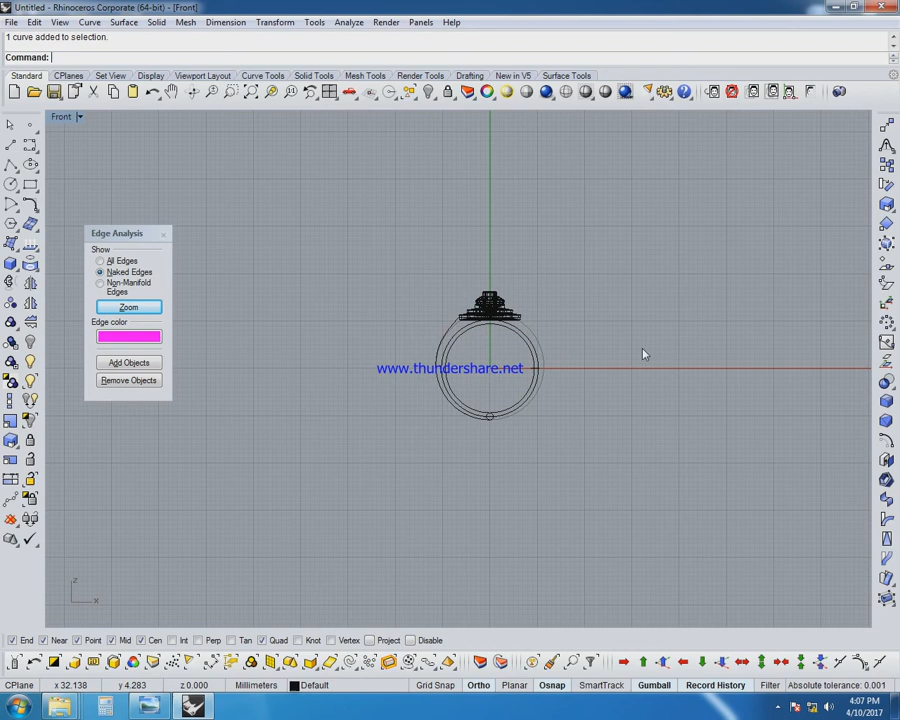 Untitled - Rhinoceros Corporate (64-bit) - [Front]
File Edit View Curve Surface Solid Mesh Dimension Transform Tools Analyze Render Panels Help
1 curve added to selection.
Command:
Standard CPlanes Set View Display Viewport Layout Curve Tools Solid Tools Mesh Tools Render Tools Drafting New in V5 Surface Tools
Front
Edge Analysis
Show
All Edges
Naked Edges
Non-Manifold
Edges
Zoom
Edge color
Add Objects
Remove Objects
www.thundershare.net
z
x
End Near Point Mid Cen Int Perp Tan Quad Knot Vertex Project Disable
CPlane x 32.138 y 4.283 z 0.000 Millimeters Default Grid Snap Ortho Planar Osnap SmartTrack Gumball Record History Filter Absolute tolerance: 0.001
4:07 PM
4/10/2017